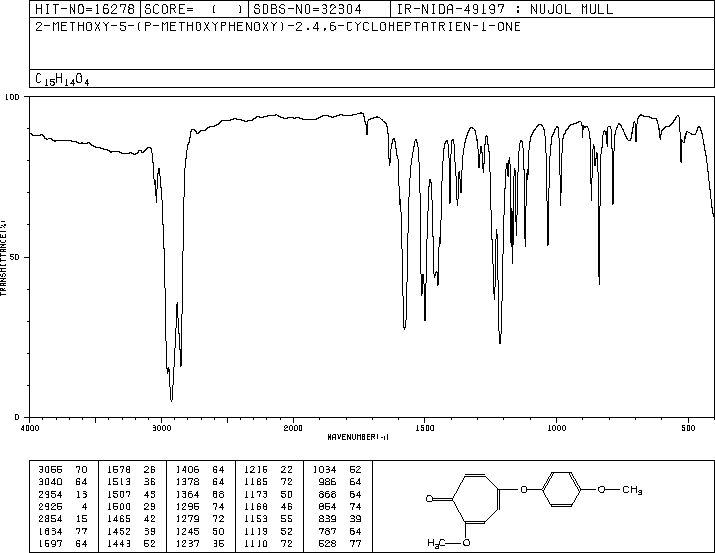 HIT-NO=16278 SCORE= ( ) SDBS-NO=32304 IR-NIDA-49197 : NUJOL MULL
2-METHOXY-5-(P-METHOXYPHENOXY)-2,4,6-CYCLOHEPTATRIEN-1-ONE
C15H14O4
100
50
0
TRANSMITTANCE(%)
4000 3000 2000 1500 1000 500
WAVENUMBER(-1)
3066 70 1578 26 1406 64 1216 22 1034 52
3040 64 1513 36 1378 64 1185 72 986 64
2954 13 1507 43 1364 68 1173 50 868 64
2925 4 1500 29 1295 74 1168 46 854 74
2854 15 1465 42 1279 72 1153 55 839 39
1634 77 1452 39 1245 50 1119 52 787 64
1597 64 1443 52 1237 35 1110 72 528 77
O O O CH3
H3C O